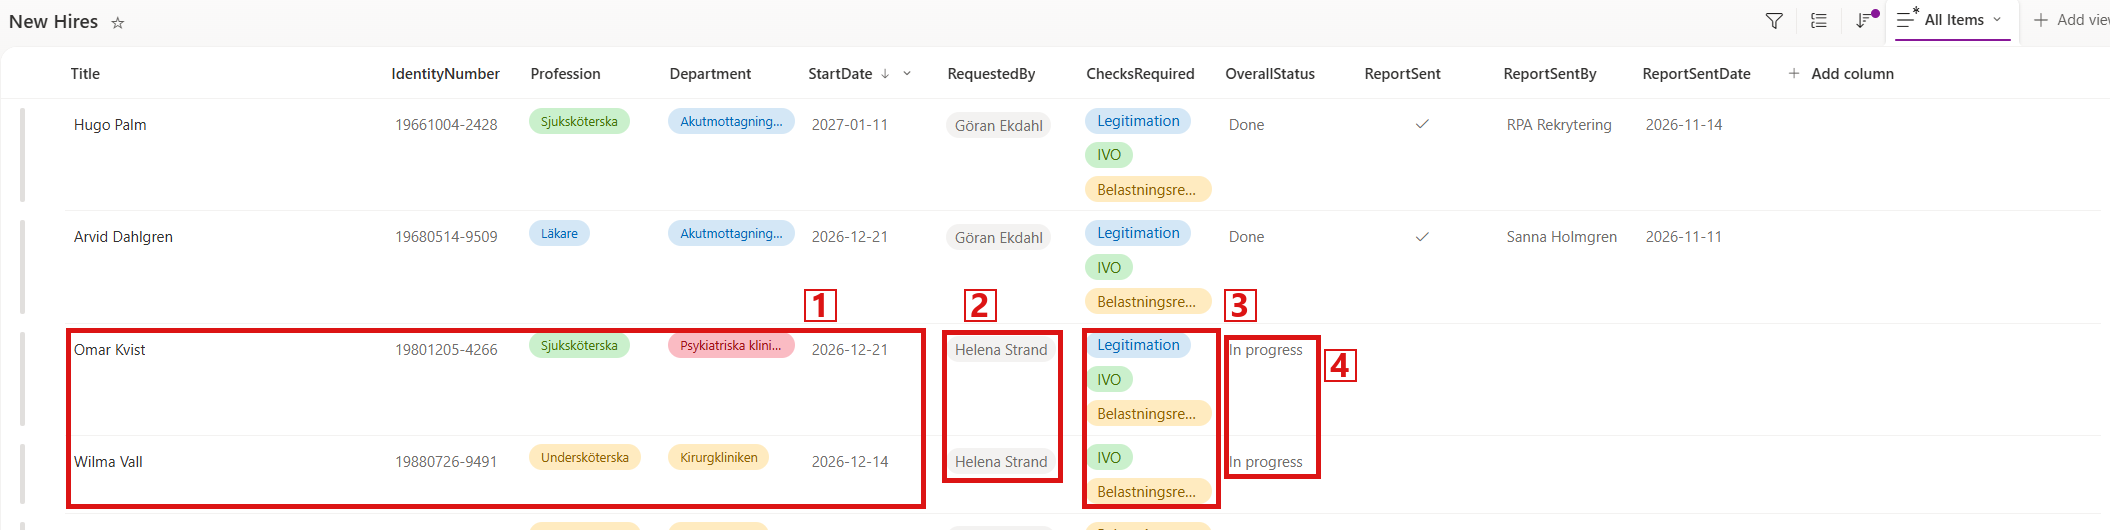 New Hires
All Items
Add view
Title IdentityNumber Profession Department StartDate RequestedBy ChecksRequired OverallStatus ReportSent ReportSentBy ReportSentDate Add column
Hugo Palm 19661004-2428 Sjuksköterska Akutmottagning... 2027-01-11 Göran Ekdahl Legitimation Done RPA Rekrytering 2026-11-14
IVO
Belastningsre...
Arvid Dahlgren 19680514-9509 Läkare Akutmottagning... 2026-12-21 Göran Ekdahl Legitimation Done Sanna Holmgren 2026-11-11
IVO
Belastningsre...
1 2 3
Omar Kvist 19801205-4266 Sjuksköterska Psykiatriska klini... 2026-12-21 Helena Strand Legitimation In progress
4
IVO
Belastningsre...
Wilma Vall 19880726-9491 Undersköterska Kirurgkliniken 2026-12-14 Helena Strand IVO In progress
Belastningsre...